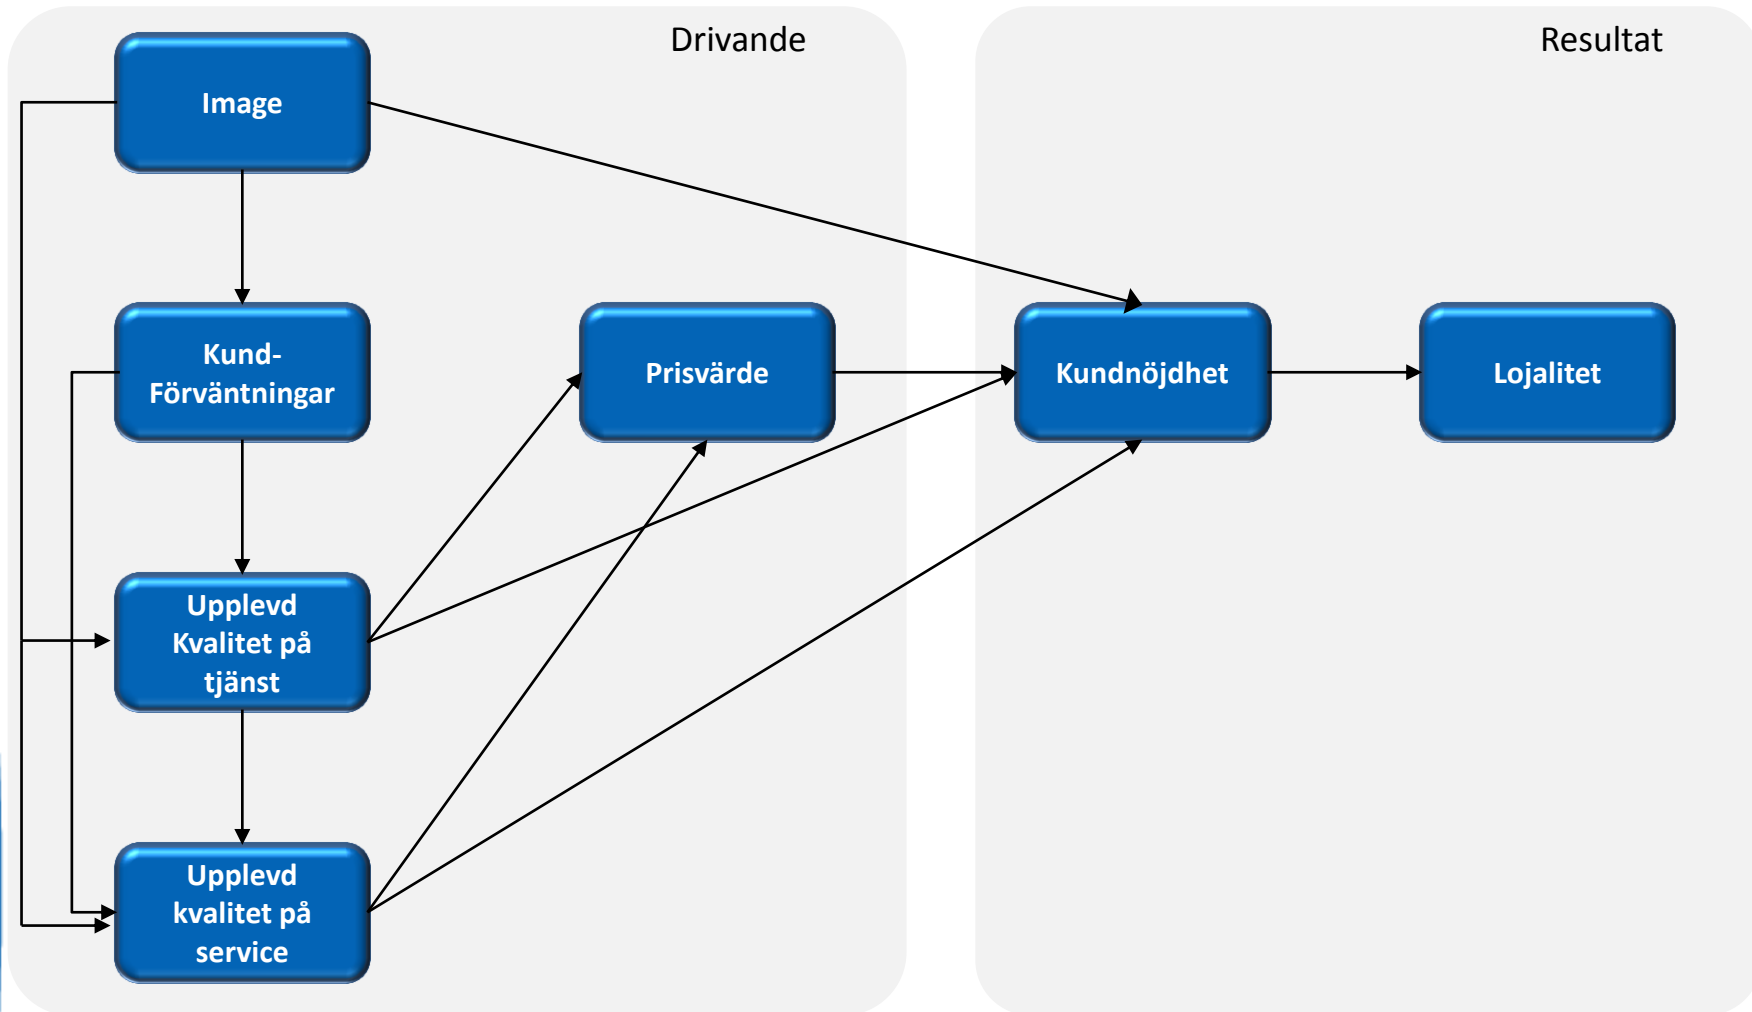 Drivande
Resultat
Image
Kund-
Förväntningar
Prisvärde
Kundnöjdhet
Lojalitet
Upplevd
Kvalitet på
tjänst
Upplevd
kvalitet på
service